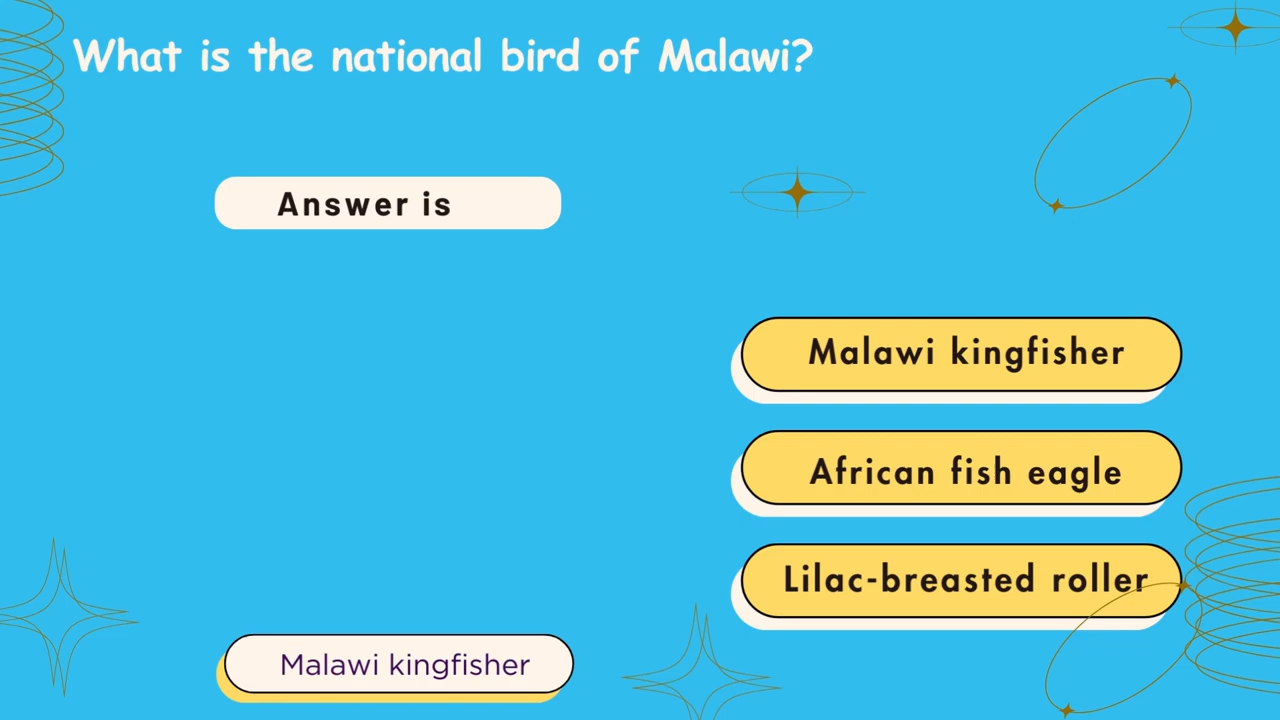 What is the national bird of Malawi?
Answer is
Malawi kingfisher
African fish eagle
Lilac-breasted roller
Malawi kingfisher